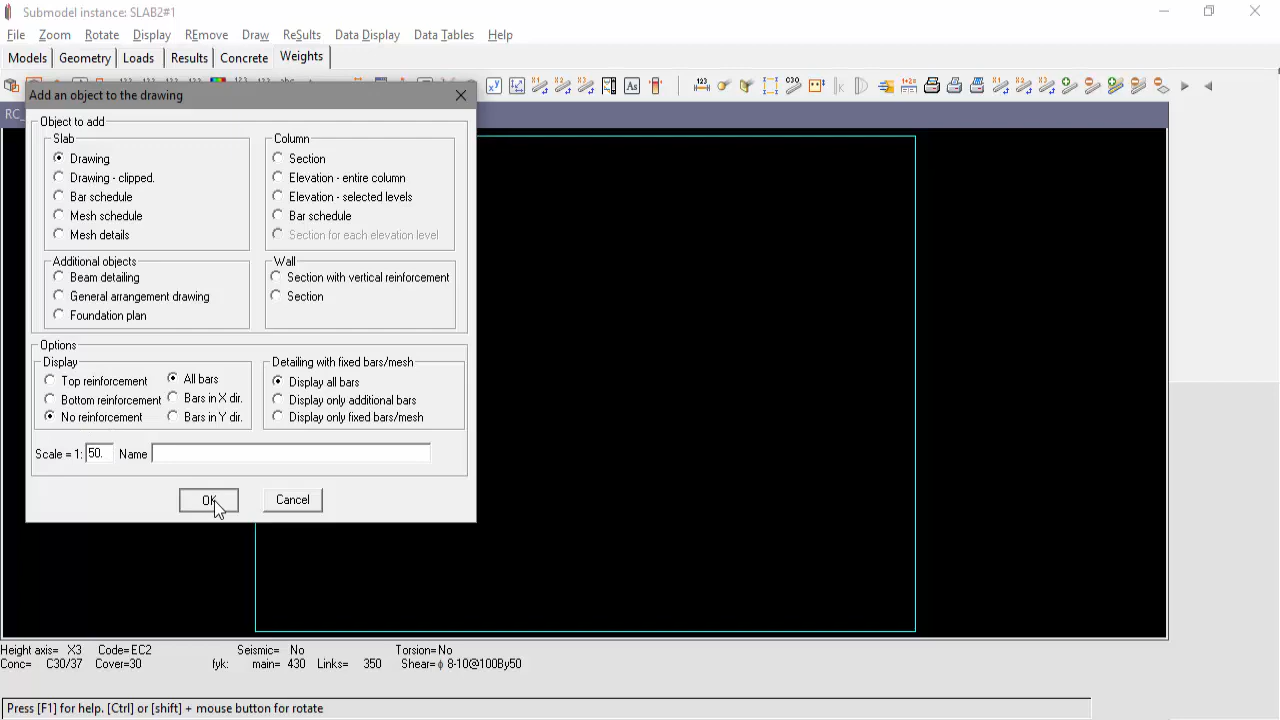 Submodel instance: SLAB2#1
File Zoom Rotate Display REmove Draw ResUlts Data Display Data Tables Help
Models Geometry Loads Results Concrete Weights
Add an object to the drawing
RC_
Object to add
Slab
Drawing
Drawing - clipped.
Bar schedule
Mesh schedule
Mesh details
Column
Section
Elevation - entire column
Elevation - selected levels
Bar schedule
Section for each elevation level
Additional objects
Beam detailing
General arrangement drawing
Foundation plan
Wall
Section with vertical reinforcement
Section
Options
Display
Top reinforcement
Bottom reinforcement
No reinforcement
All bars
Bars in X dir.
Bars in Y dir.
Detailing with fixed bars/mesh
Display all bars
Display only additional bars
Display only fixed bars/mesh
Scale = 1: 50. Name
OK Cancel
Height axis= X3 Code=EC2 Seismic= No Torsion=No
Conc= C30/37 Cover=30 fyk: main= 430 Links= 350 Shear=ϕ 8-10@100By50
Press [F1] for help. [Ctrl] or [shift] + mouse button for rotate